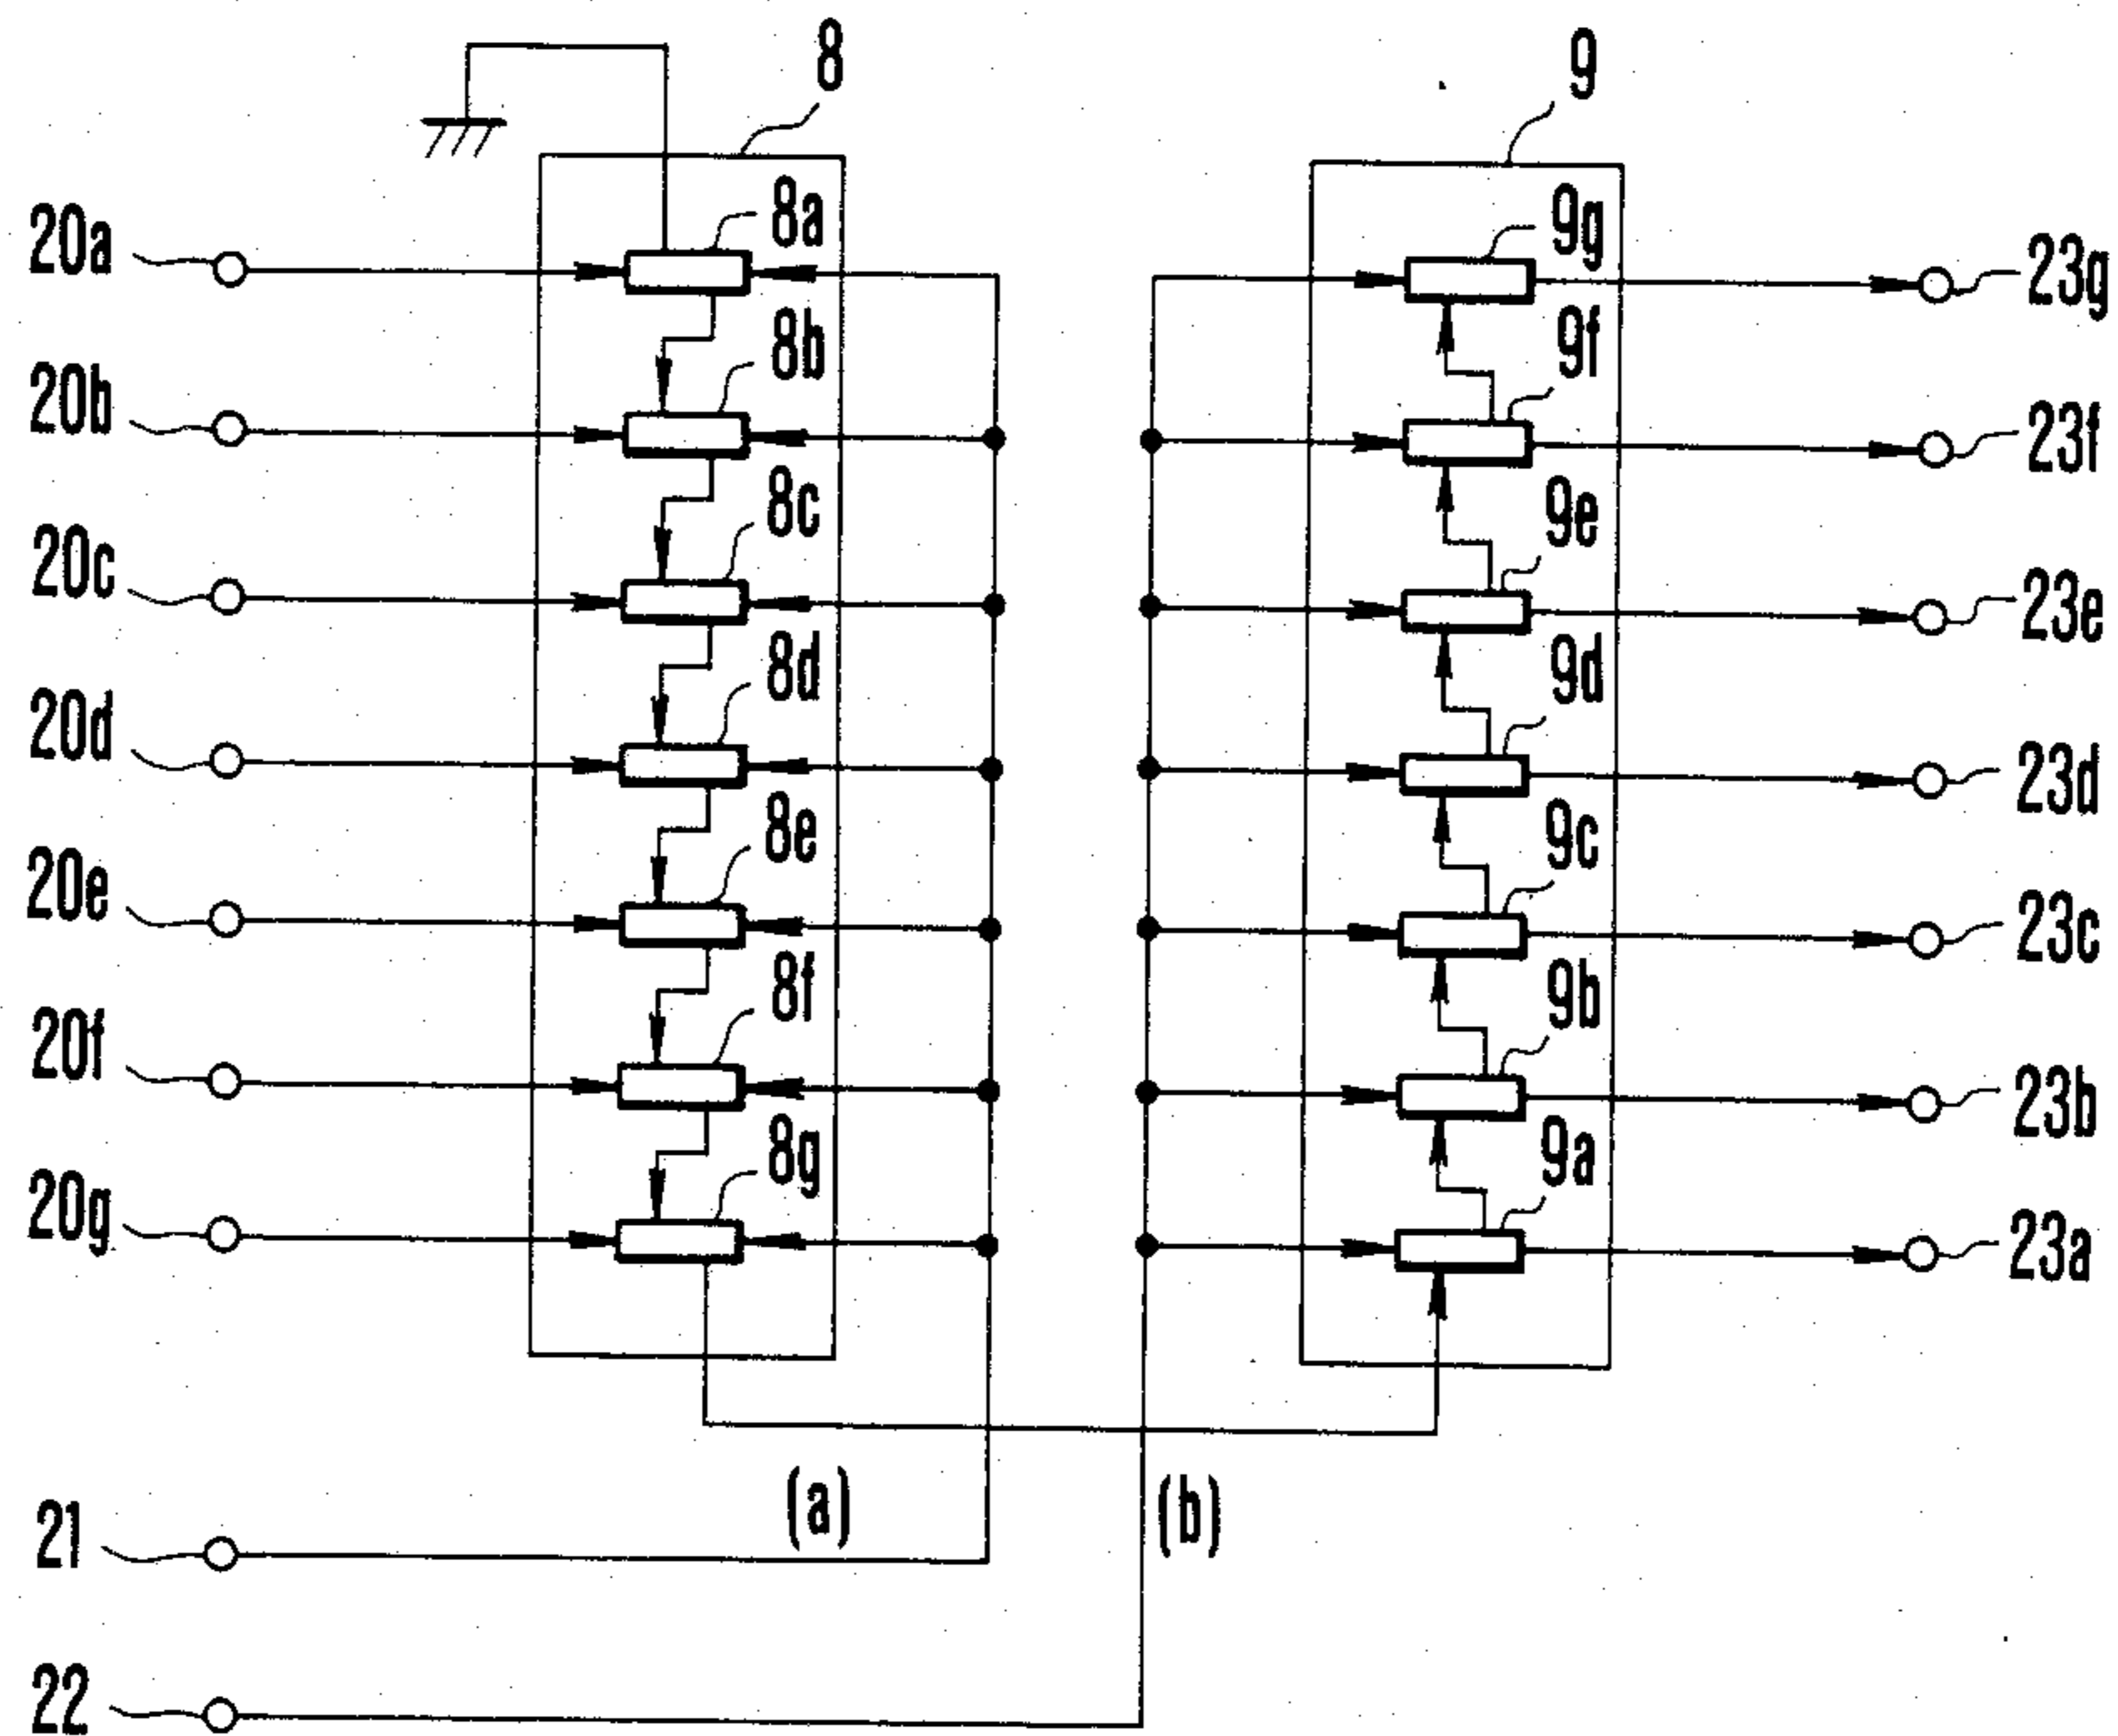 8 9
8a 9g
20a 23g
8b 9f
20b 23f
8c 9e
20c 23e
8d 9d
20d 23d
8e 9c
20e 23c
8f 9b
20f 23b
8g 9a
20g 23a
(a) (b)
21
22